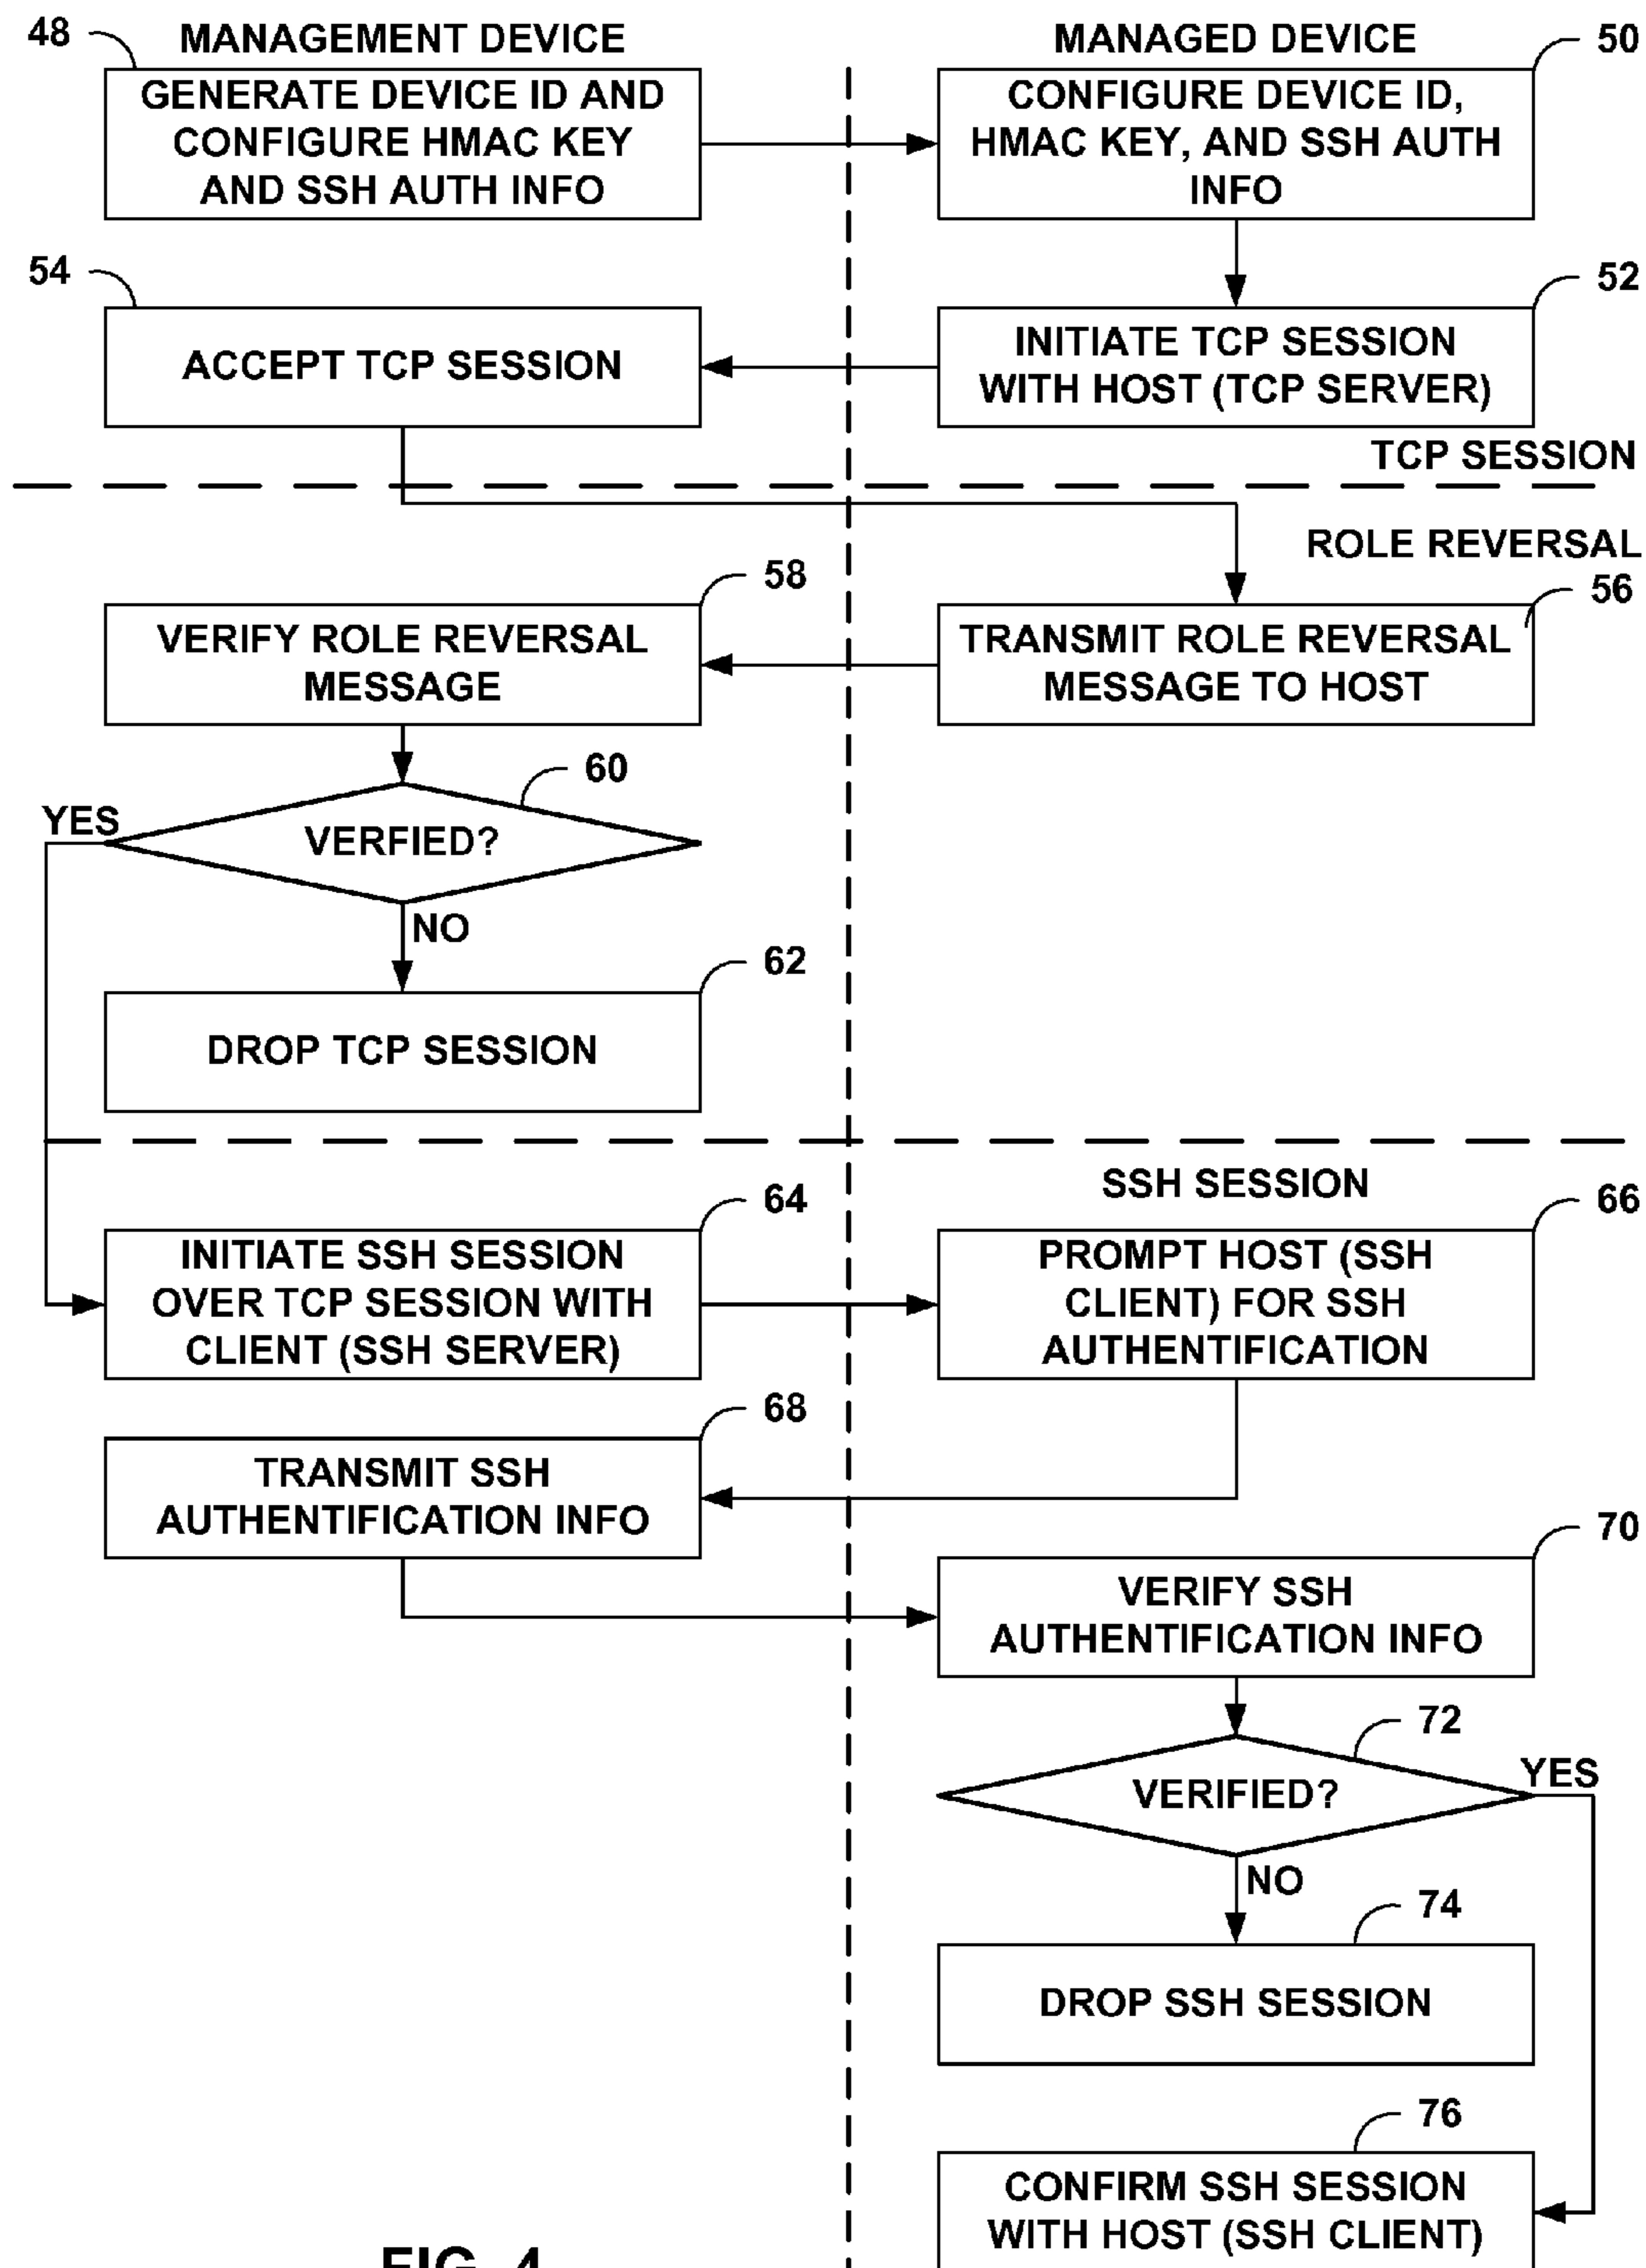 48
MANAGEMENT DEVICE
MANAGED DEVICE
50
GENERATE DEVICE ID AND
CONFIGURE HMAC KEY
AND SSH AUTH INFO
CONFIGURE DEVICE ID,
HMAC KEY, AND SSH AUTH
INFO
54
52
ACCEPT TCP SESSION
INITIATE TCP SESSION
WITH HOST (TCP SERVER)
TCP SESSION
ROLE REVERSAL
58
56
VERIFY ROLE REVERSAL
MESSAGE
TRANSMIT ROLE REVERSAL
MESSAGE TO HOST
60
YES
VERFIED?
NO
62
DROP TCP SESSION
SSH SESSION
64
66
INITIATE SSH SESSION
OVER TCP SESSION WITH
CLIENT (SSH SERVER)
PROMPT HOST (SSH
CLIENT) FOR SSH
AUTHENTIFICATION
68
TRANSMIT SSH
AUTHENTIFICATION INFO
70
VERIFY SSH
AUTHENTIFICATION INFO
72
YES
VERIFIED?
NO
74
DROP SSH SESSION
76
CONFIRM SSH SESSION
WITH HOST (SSH CLIENT)
FIG. 4